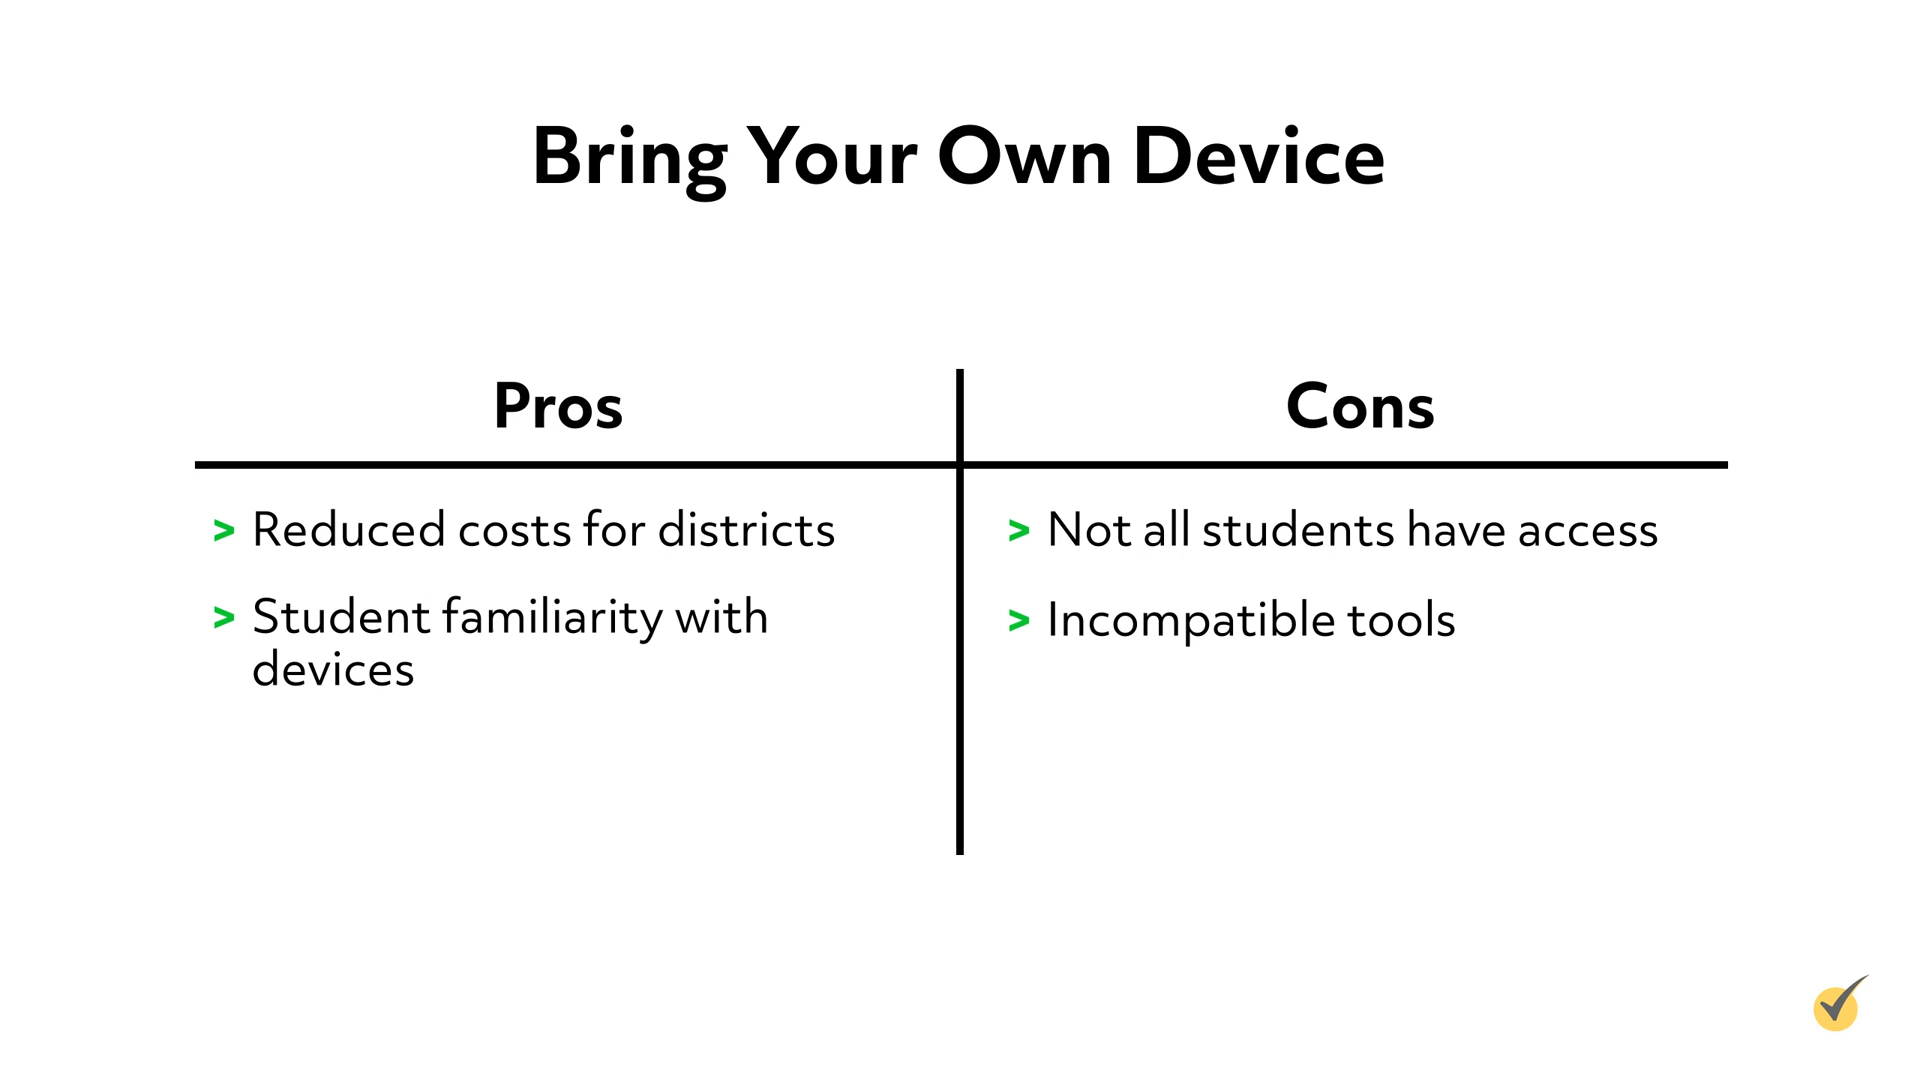 Bring Your Own Device
Pros
Cons
> Reduced costs for districts
> Student familiarity with
devices
> Not all students have access
> Incompatible tools